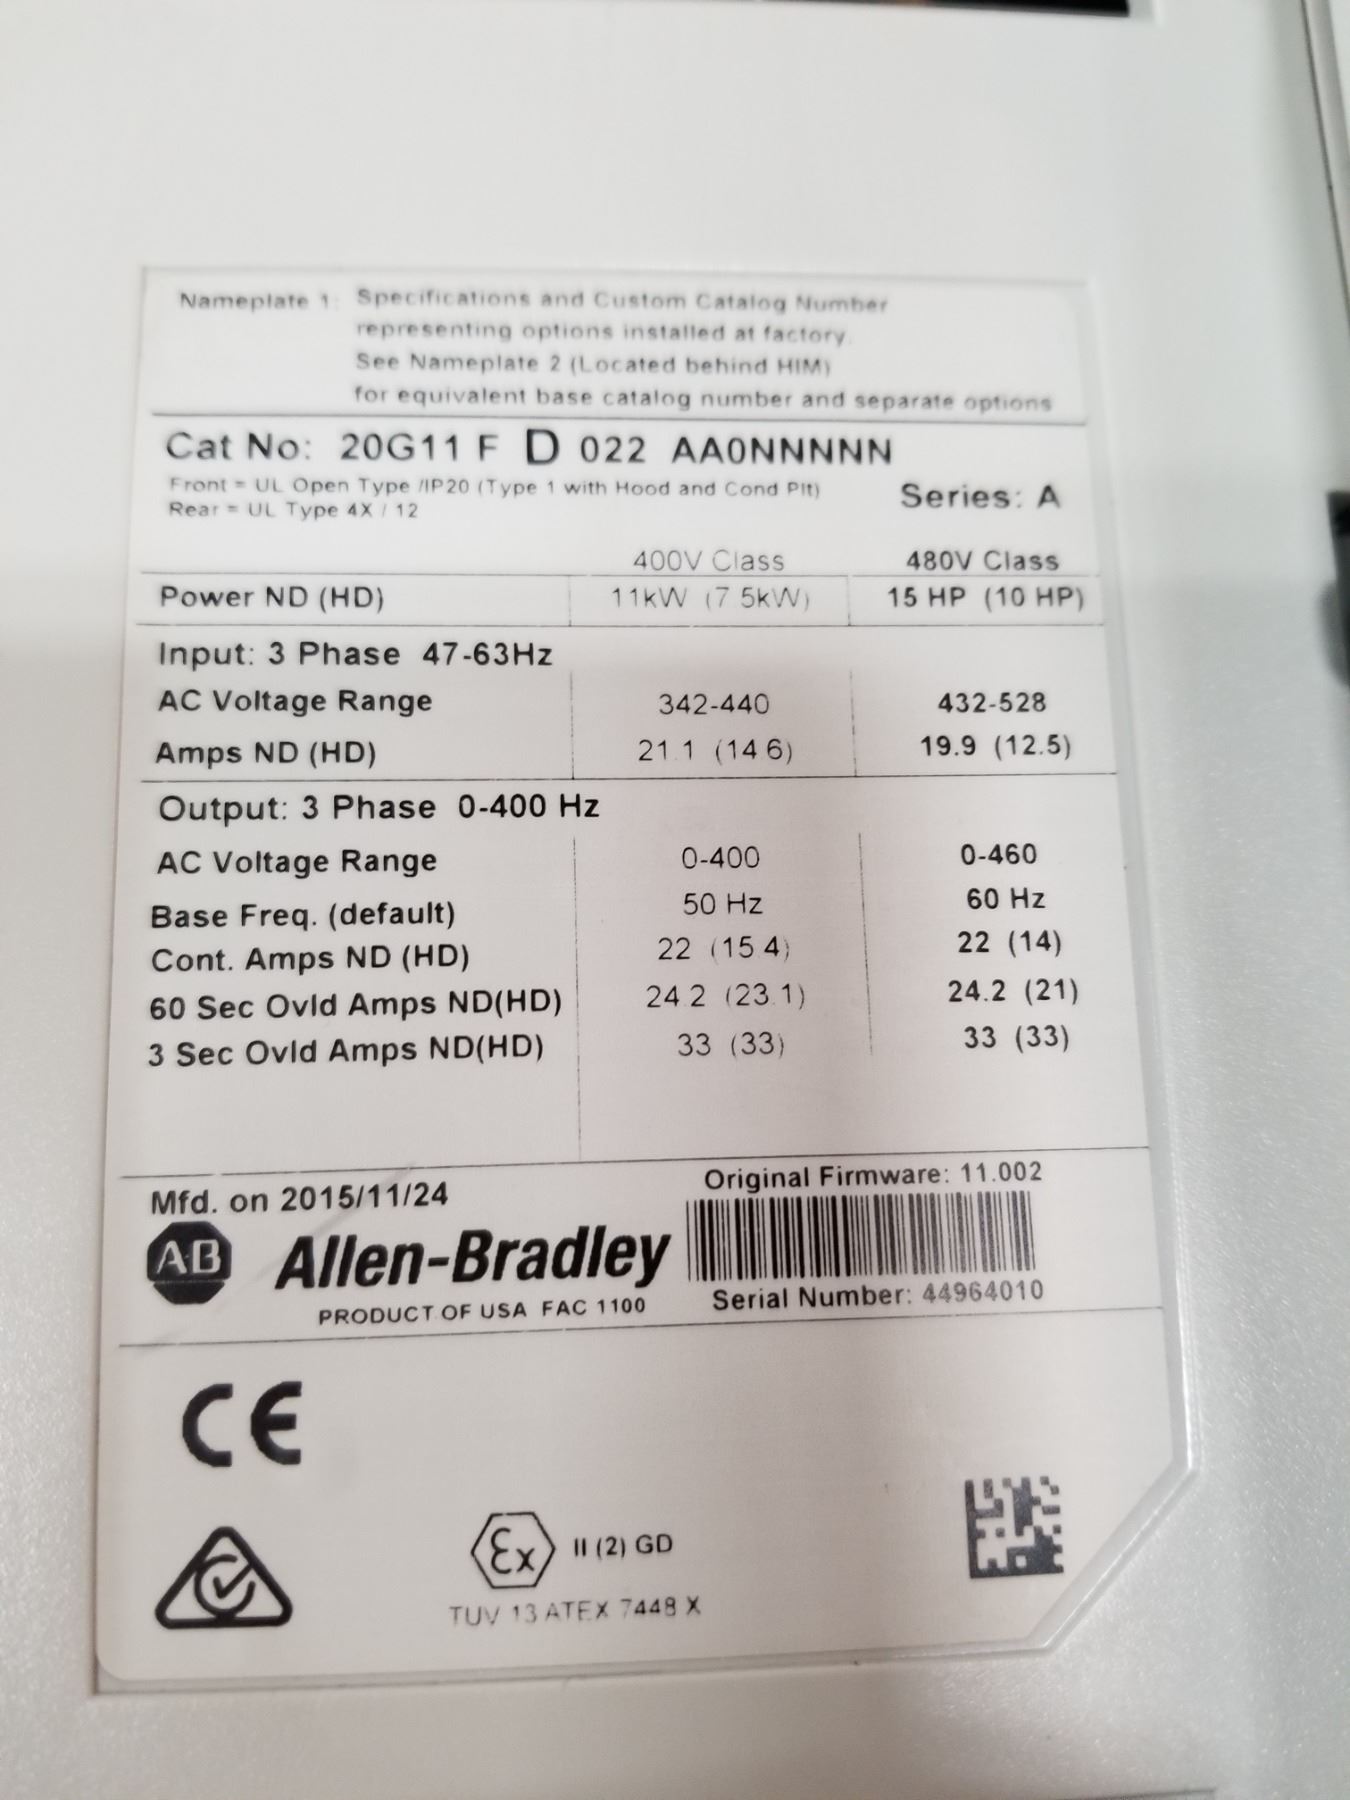 Nameplate 1: Specifications and Custom Catalog Number
representing options installed at factory.
See Nameplate 2 (Located behind HIM)
for equivalent base catalog number and separate options
Cat No: 20G11 F D 022 AA0NNNNN
Front = UL Open Type /IP20 (Type 1 with Hood and Cond Plt)
Rear = UL Type 4X / 12
Series: A
400V Class 480V Class
Power ND (HD) 11kW (7.5kW) 15 HP (10 HP)
Input: 3 Phase 47-63Hz
AC Voltage Range 342-440 432-528
Amps ND (HD) 21.1 (14.6) 19.9 (12.5)
Output: 3 Phase 0-400 Hz
AC Voltage Range 0-400 0-460
Base Freq. (default) 50 Hz 60 Hz
Cont. Amps ND (HD) 22 (15.4) 22 (14)
60 Sec Ovld Amps ND(HD) 24.2 (23.1) 24.2 (21)
3 Sec Ovld Amps ND(HD) 33 (33) 33 (33)
Mfd. on 2015/11/24
Original Firmware: 11.002
AB Allen-Bradley
PRODUCT OF USA FAC 1100
Serial Number: 44964010
CE
Ex II (2) GD
TUV 13 ATEX 7448 X